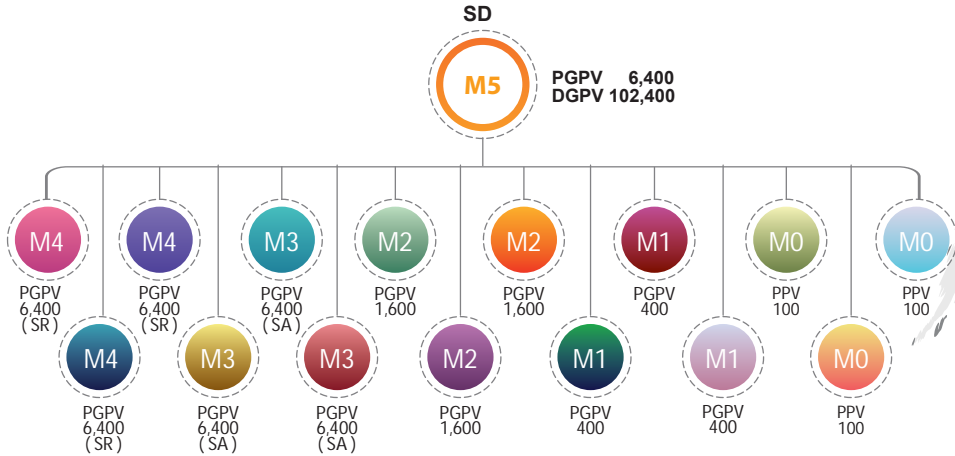 SD
M5
PGPV 6,400
DGPV 102,400
M4
PGPV
6,400
( SR )
M4
PGPV
6,400
( SR )
M3
PGPV
6,400
( SA )
M2
PGPV
1,600
M2
PGPV
1,600
M1
PGPV
400
M0
PPV
100
M0
PPV
100
M4
PGPV
6,400
( SR )
M3
PGPV
6,400
( SA )
M3
PGPV
6,400
( SA )
M2
PGPV
1,600
M1
PGPV
400
M1
PGPV
400
M0
PPV
100